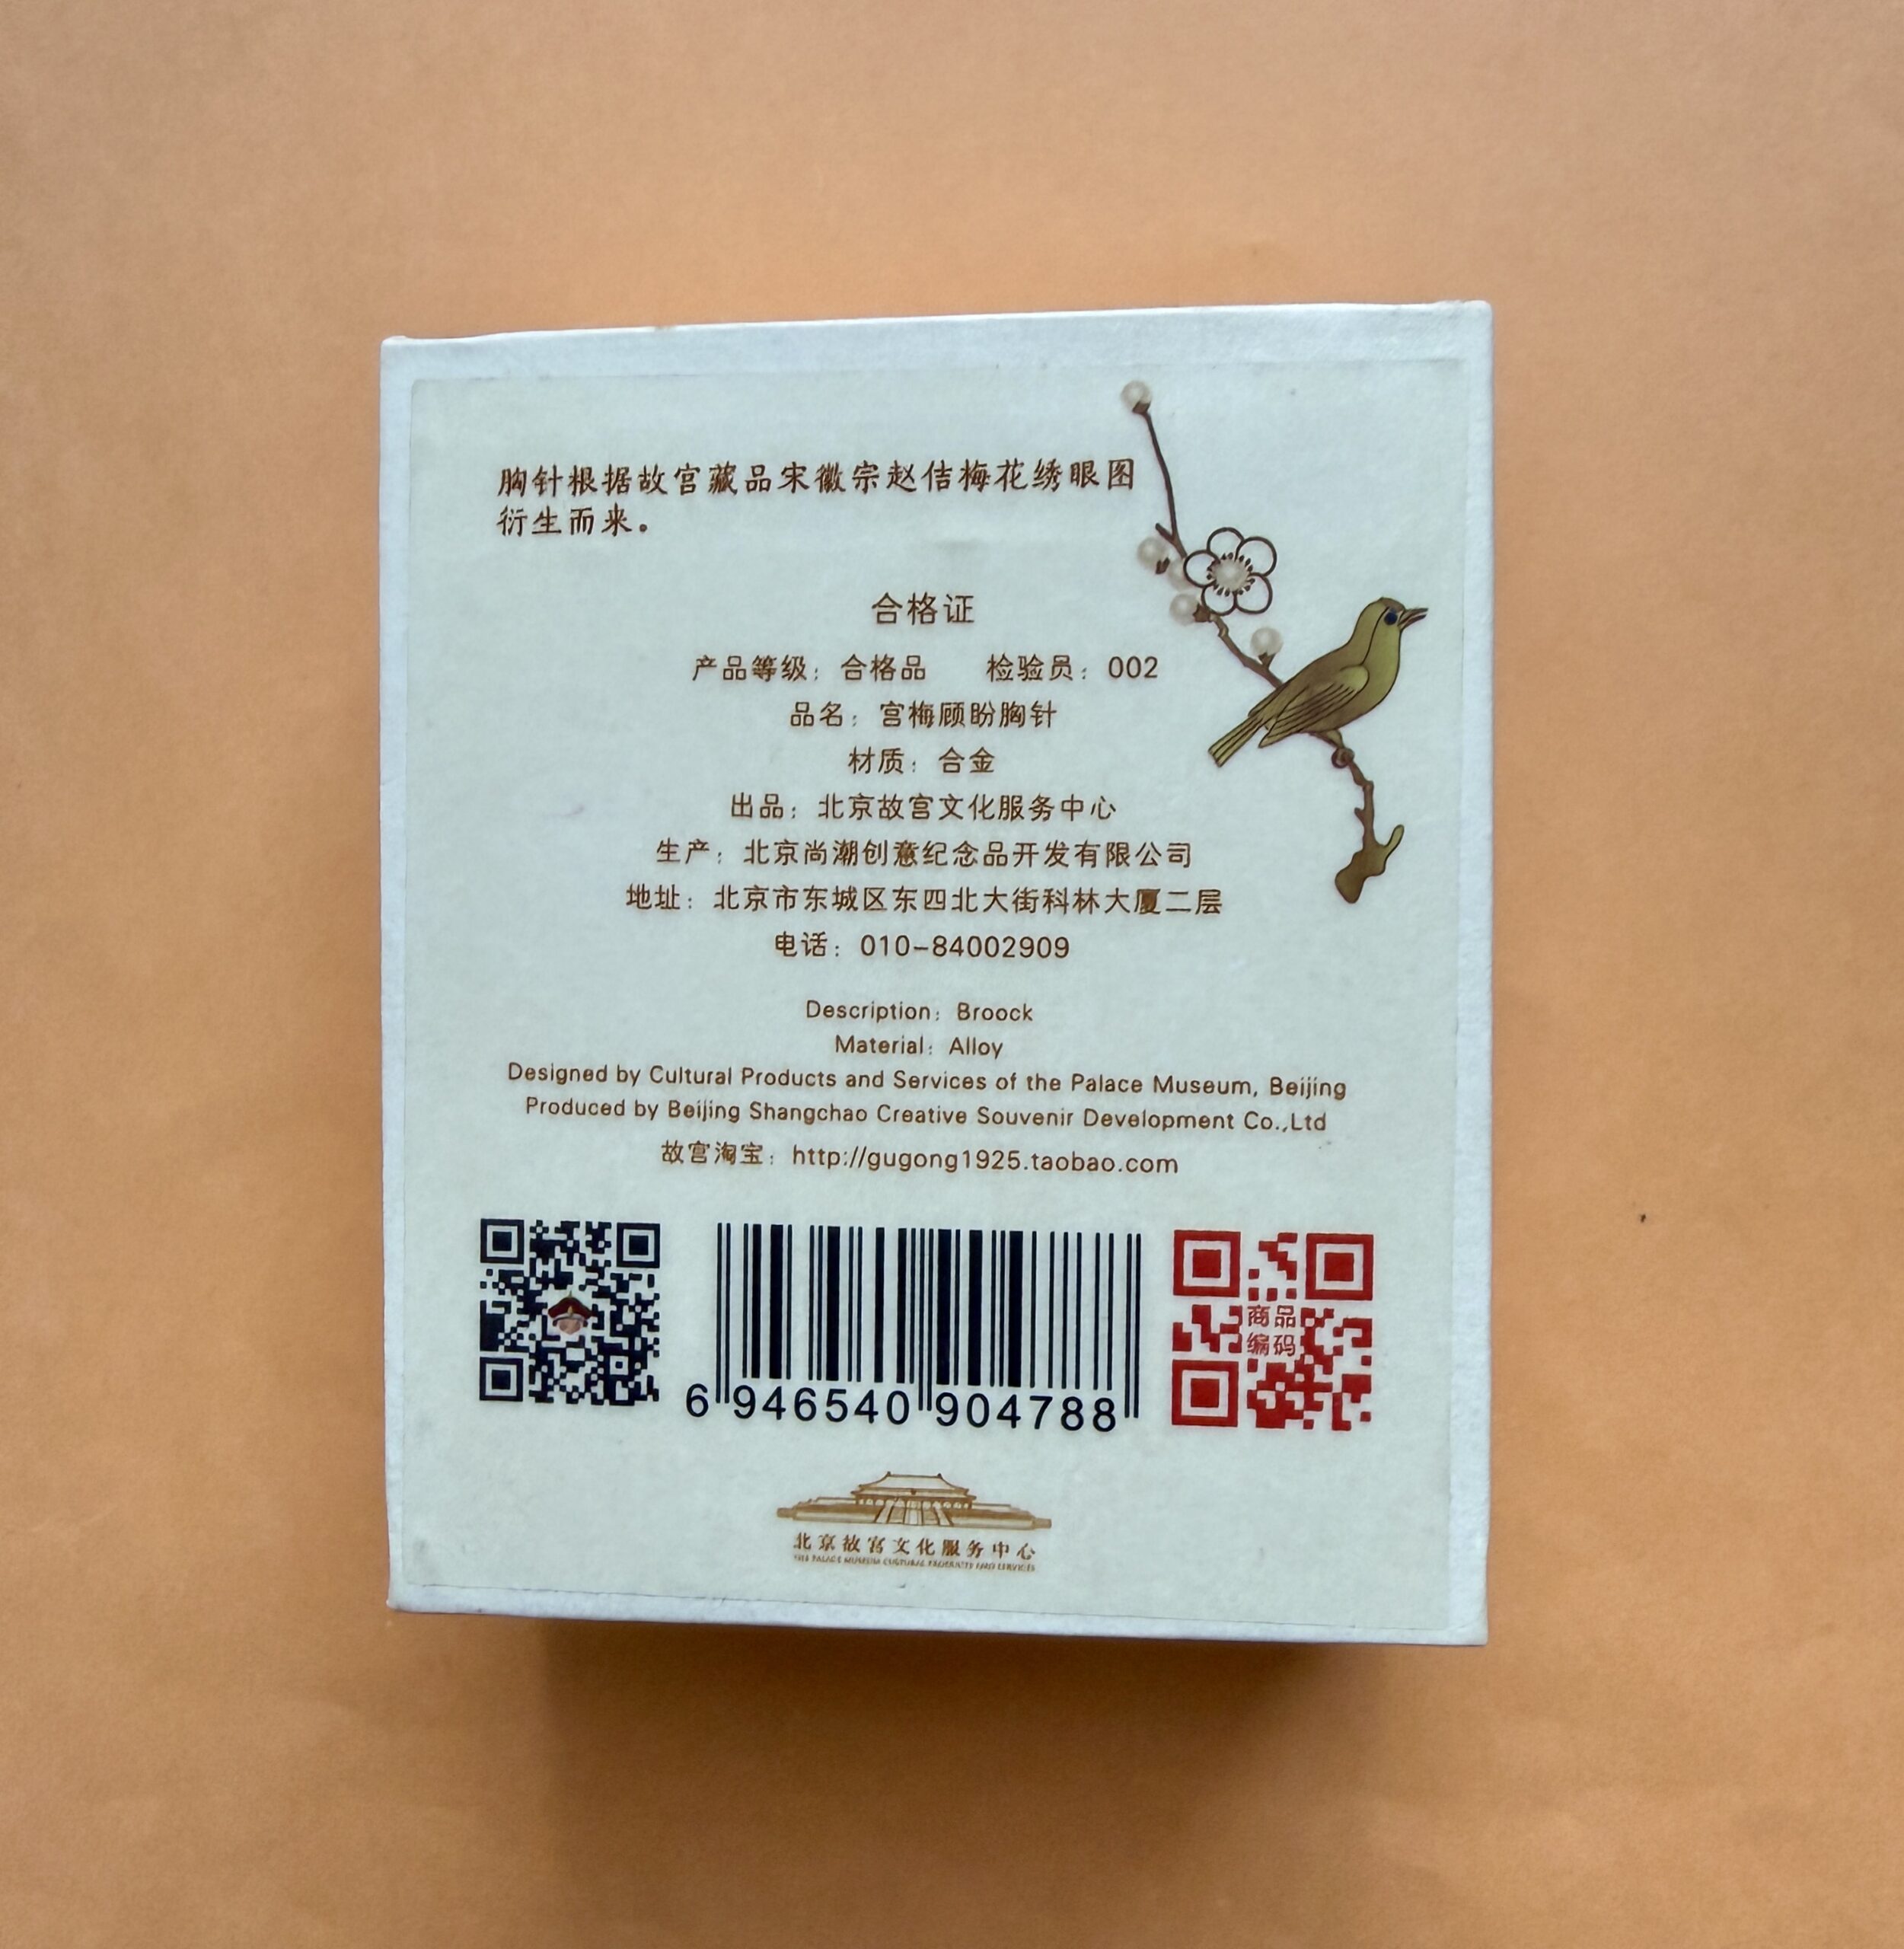 胸针根据故宫藏品宋徽宗赵佶梅花绣眼图
衍生而来。
合格证
产品等级：合格品 检验员：002
品名：宫梅顾盼胸针
材质：合金
出品：北京故宫文化服务中心
生产：北京尚潮创意纪念品开发有限公司
地址：北京市东城区东四北大街科林大厦二层
电话：010-84002909
Description：Broock
Material：Alloy
Designed by Cultural Products and Services of the Palace Museum, Beijing
Produced by Beijing Shangchao Creative Souvenir Development Co.,Ltd
故宫淘宝：http://gugong1925.taobao.com
商品
编码
6 946540 904788
北京故宫文化服务中心
THE PALACE MUSEUM CULTURAL PRODUCTS AND SERVICES